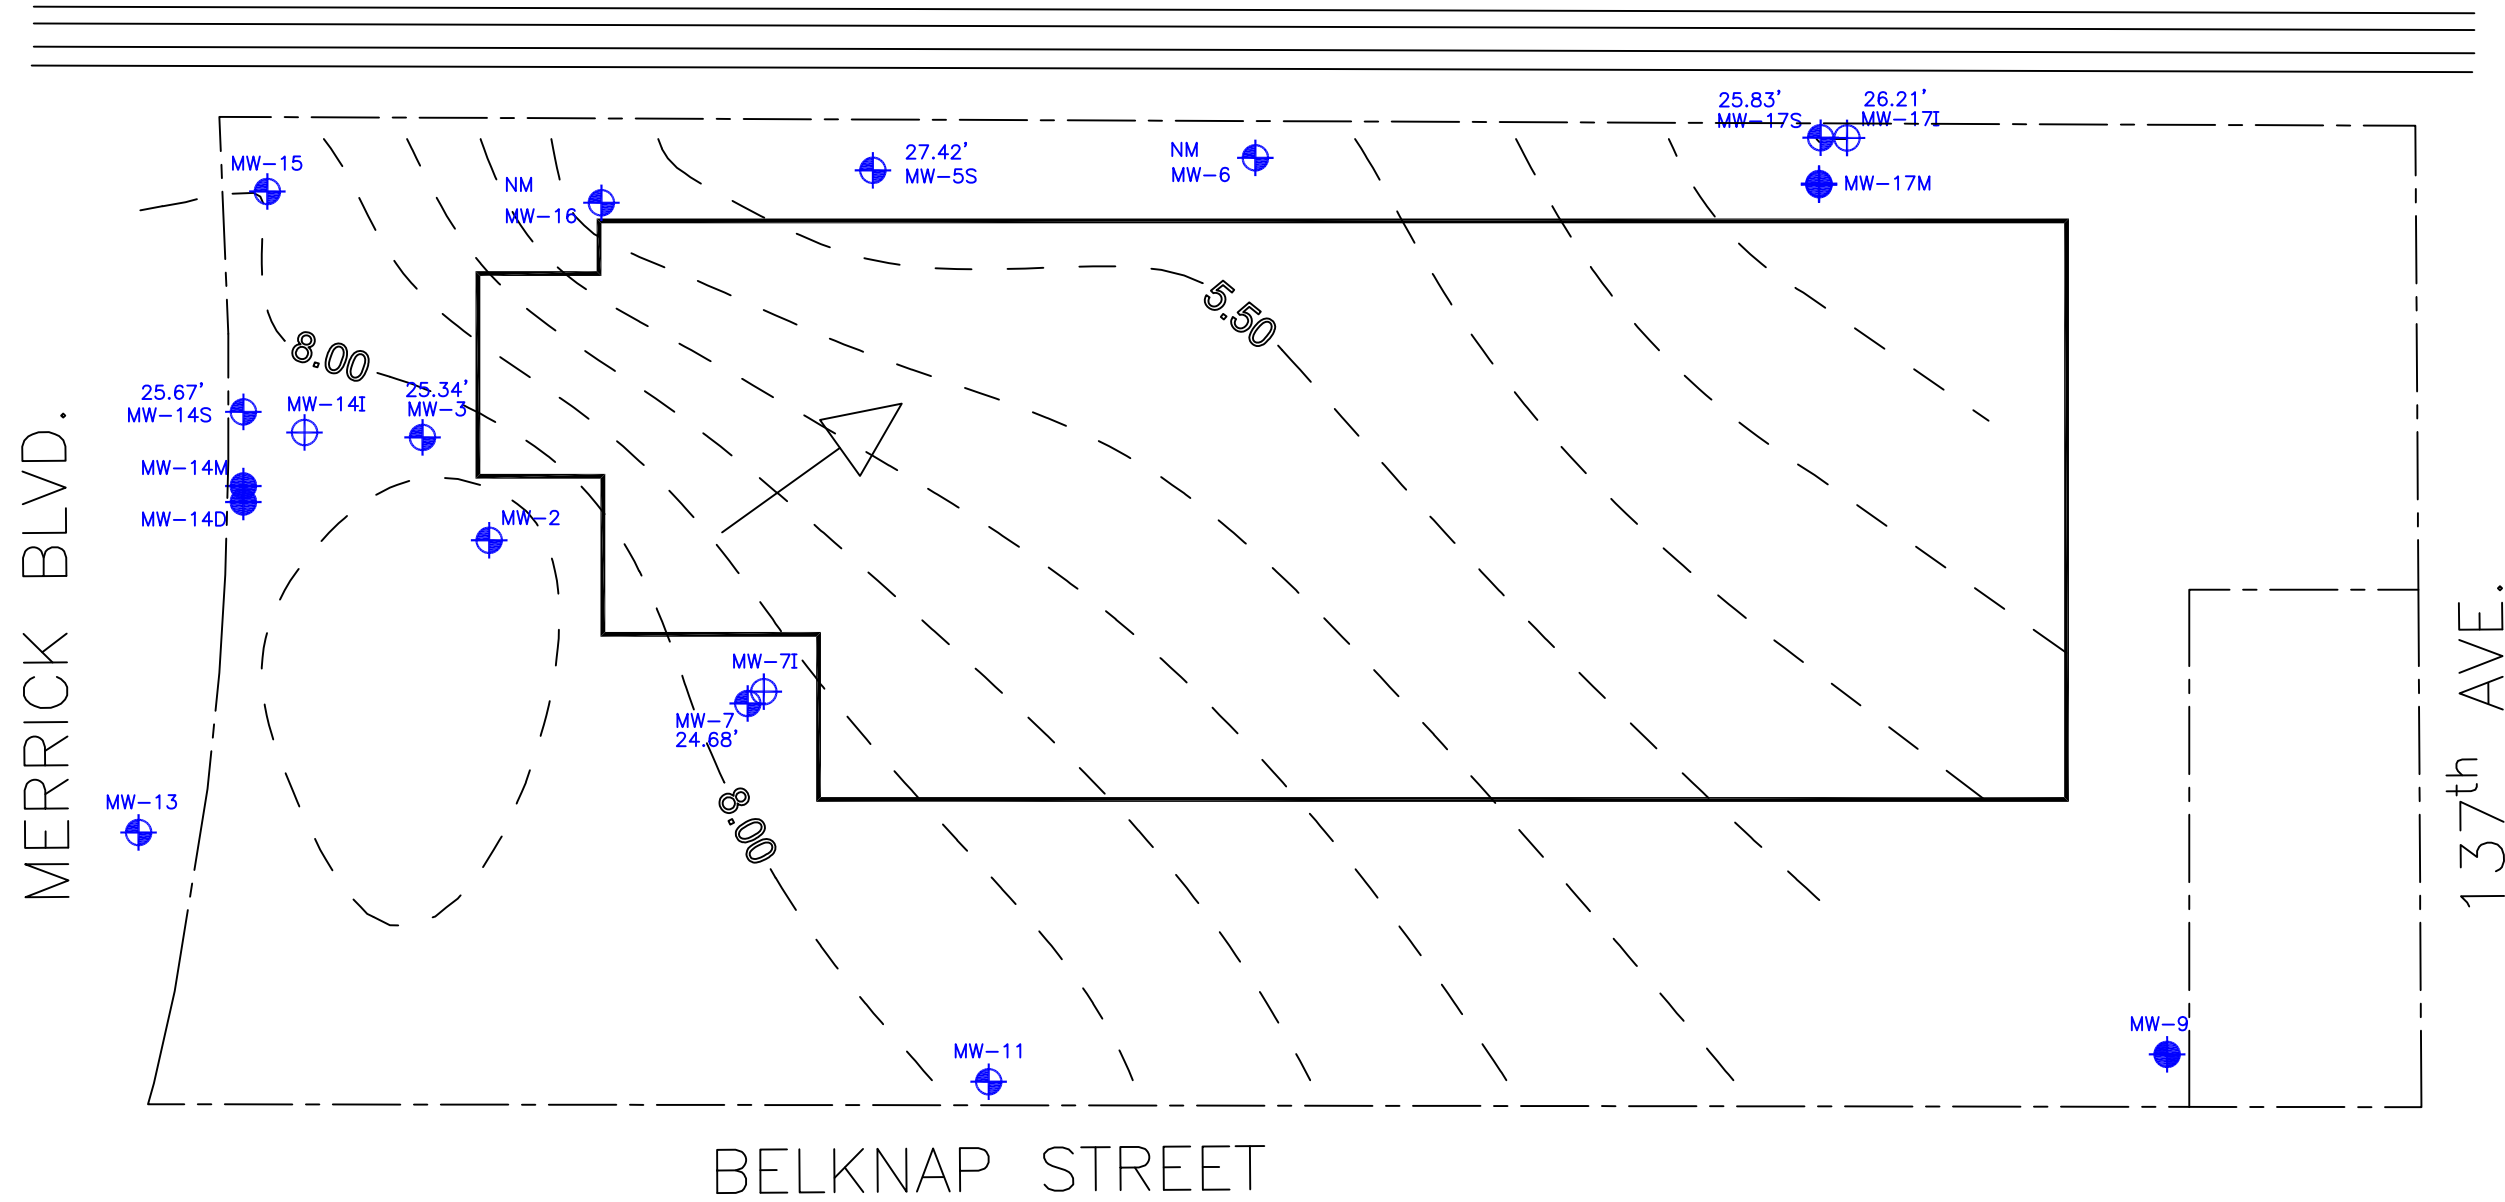 25.83'
MW-17S
26.21'
MW-17I
MW-17M
MW-15
NM
MW-16
27.42'
MW-5S
NM
MW-6
5.50
8.00
25.67'
MW-14S
MW-14I
25.34'
MW-3
MW-14M
MW-14D
MW-2
MW-7I
MW-7
24.68'
8.00
MW-13
MW-11
MW-9
MERRICK BLVD.
137th AVE.
BELKNAP STREET